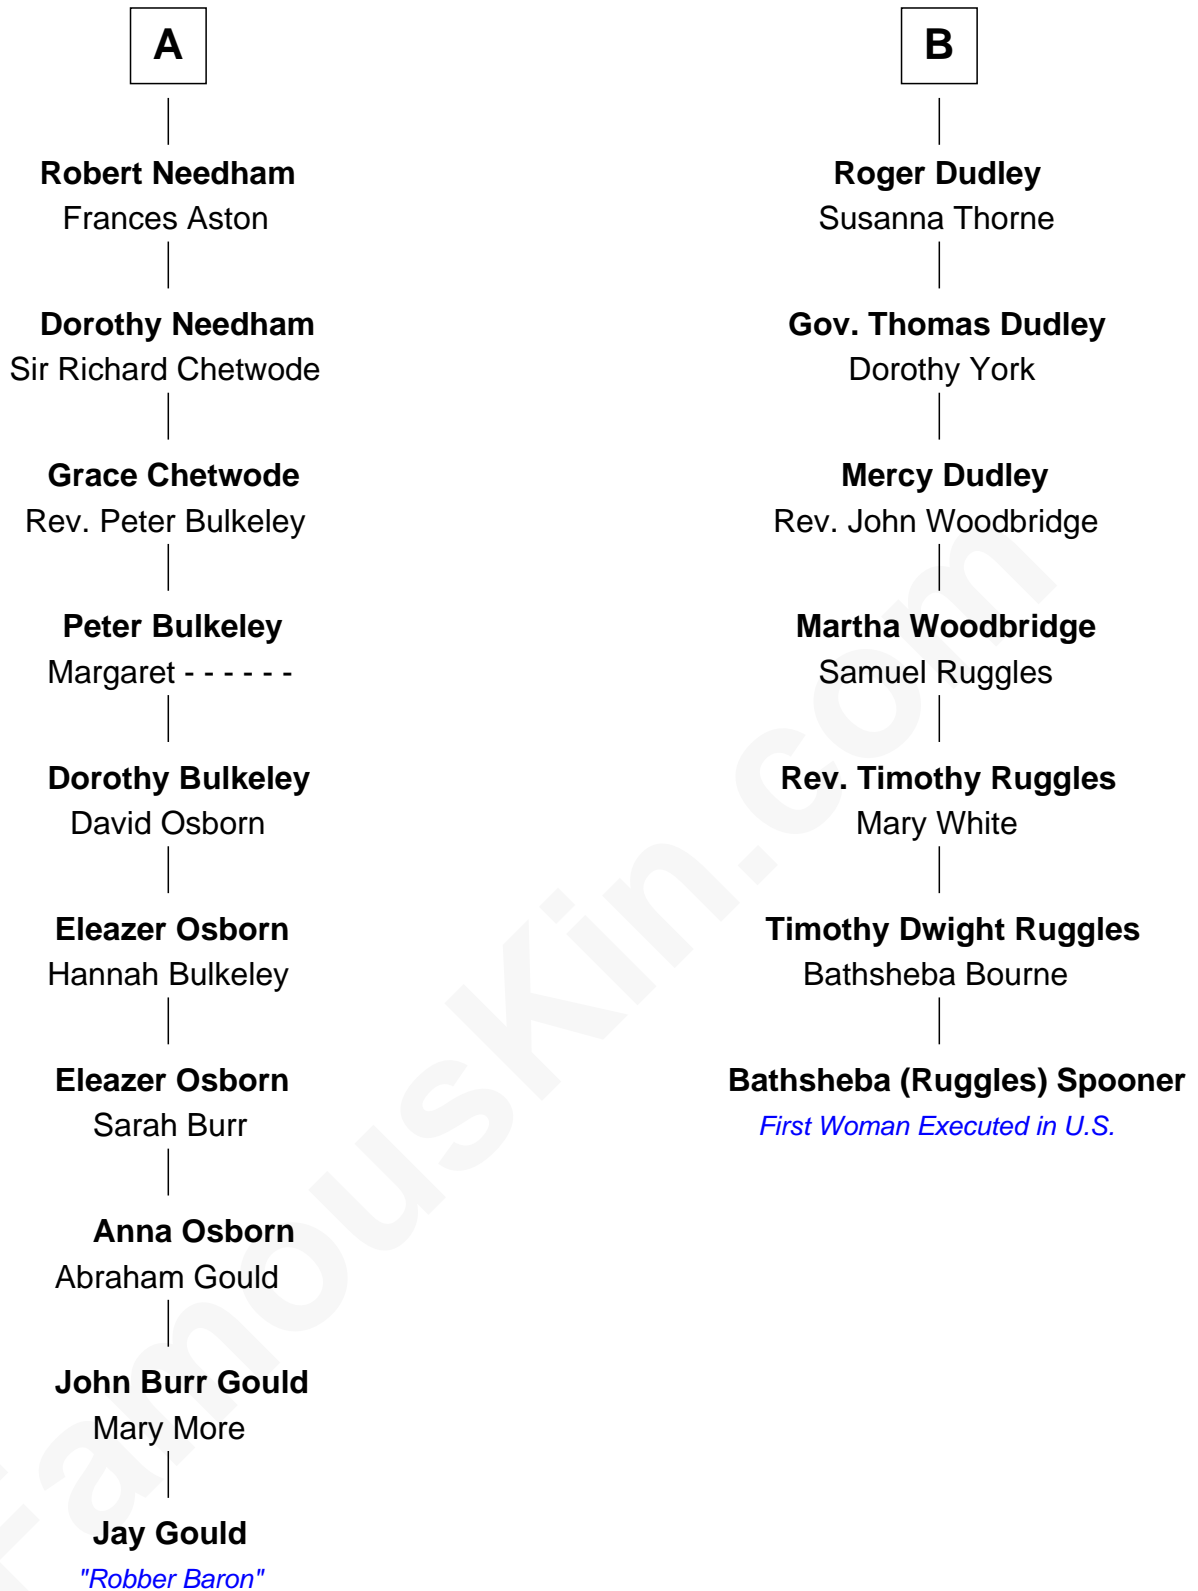 A
Robert Needham
Frances Aston
Dorothy Needham
Sir Richard Chetwode
Grace Chetwode
Rev. Peter Bulkeley
Peter Bulkeley
Margaret - - - - - -
Dorothy Bulkeley
David Osborn
Eleazer Osborn
Hannah Bulkeley
Eleazer Osborn
Sarah Burr
Anna Osborn
Abraham Gould
John Burr Gould
Mary More
Jay Gould
"Robber Baron"
B
Roger Dudley
Susanna Thorne
Gov. Thomas Dudley
Dorothy York
Mercy Dudley
Rev. John Woodbridge
Martha Woodbridge
Samuel Ruggles
Rev. Timothy Ruggles
Mary White
Timothy Dwight Ruggles
Bathsheba Bourne
Bathsheba (Ruggles) Spooner
First Woman Executed in U.S.
FamousKin.com